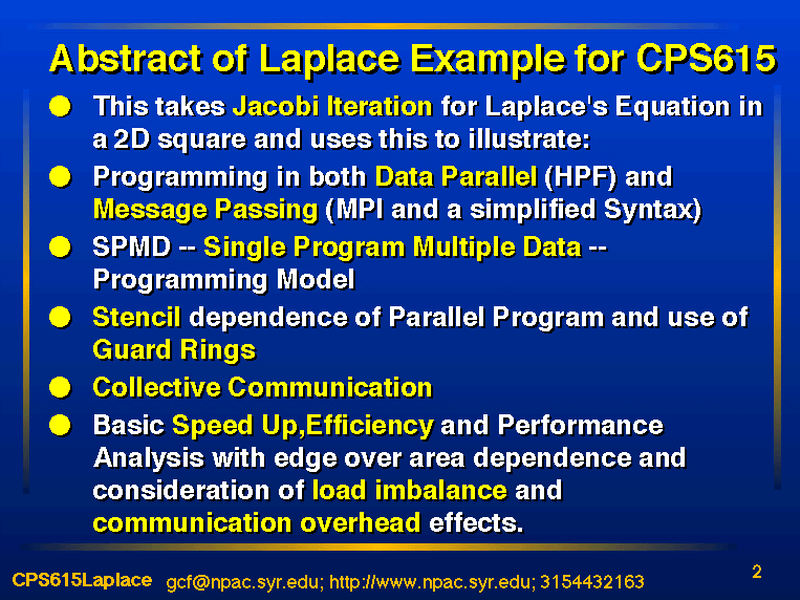 Abstract of Laplace Example for CPS615
This takes Jacobi Iteration for Laplace's Equation in
a 2D square and uses this to illustrate:
Programming in both Data Parallel (HPF) and
Message Passing (MPI and a simplified Syntax)
SPMD -- Single Program Multiple Data --
Programming Model
Stencil dependence of Parallel Program and use of
Guard Rings
Collective Communication
Basic Speed Up,Efficiency and Performance
Analysis with edge over area dependence and
consideration of load imbalance and
communication overhead effects.
CPS615Laplace gcf@npac.syr.edu; http://www.npac.syr.edu; 3154432163 2